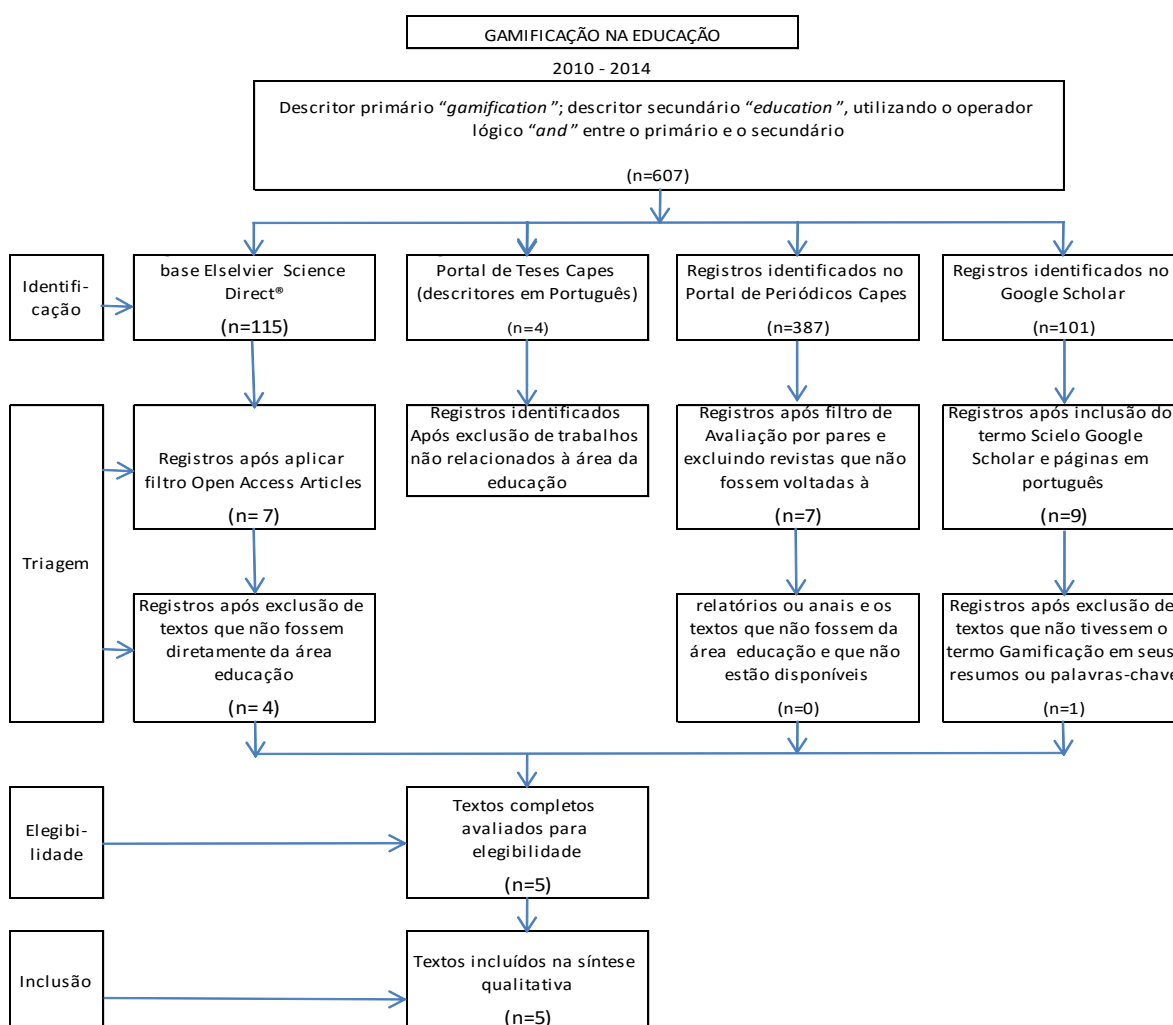 GAMIFICAÇÃO NA EDUCAÇÃO
2010 - 2014
Descritor primário “gamification”; descritor secundário “education”, utilizando o operador
lógico “and” entre o primário e o secundário
(n=607)
Identifi-
cação
base Elselvier Science
Direct®
(n=115)
Portal de Teses Capes
(descritores em Português)
(n=4)
Registros identificados no
Portal de Periódicos Capes
(n=387)
Registros identificados no
Google Scholar
(n=101)
Triagem
Registros após aplicar
filtro Open Access Articles
(n= 7)
Registros identificados
Após exclusão de trabalhos
não relacionados à área da
educação
Registros após filtro de
Avaliação por pares e
excluindo revistas que não
fossem voltadas à
(n=7)
Registros após inclusão do
termo Scielo Google
Scholar e páginas em
português
(n=9)
Registros após exclusão de
textos que não fossem
diretamente da área
educação
(n= 4)
relatórios ou anais e os
textos que não fossem da
área educação e que não
estão disponíveis
(n=0)
Registros após exclusão de
textos que não tivessem o
termo Gamificação em seus
resumos ou palavras-chave
(n=1)
Elegibi-
lidade
Textos completos
avaliados para
elegibilidade
(n=5)
Inclusão
Textos incluídos na síntese
qualitativa
(n=5)